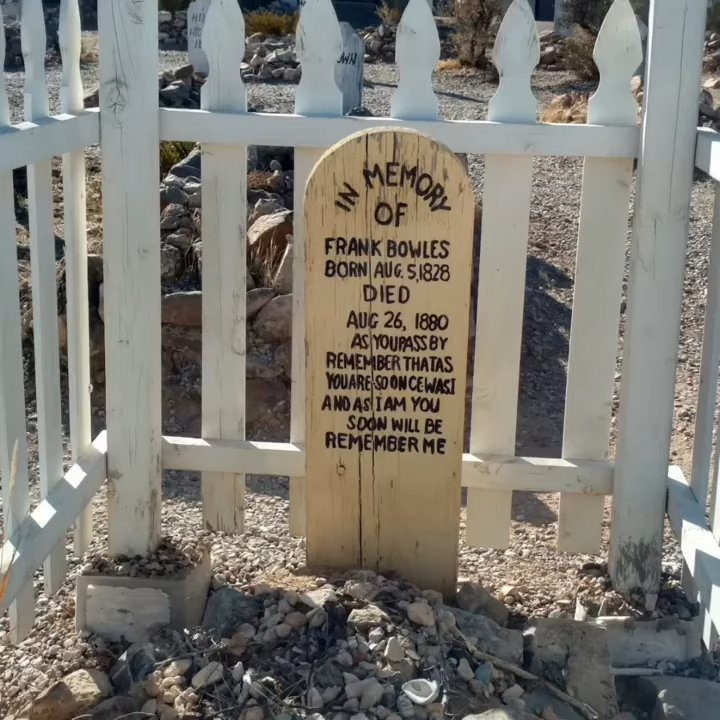 IN MEMORY
OF
FRANK BOWLES
BORN AUG. 5,1828
DIED
AUG 26, 1880
AS YOU PASS BY
REMEMBER THAT AS
YOU ARE SO ONCE WAS I
AND AS I AM YOU
SOON WILL BE
REMEMBER ME